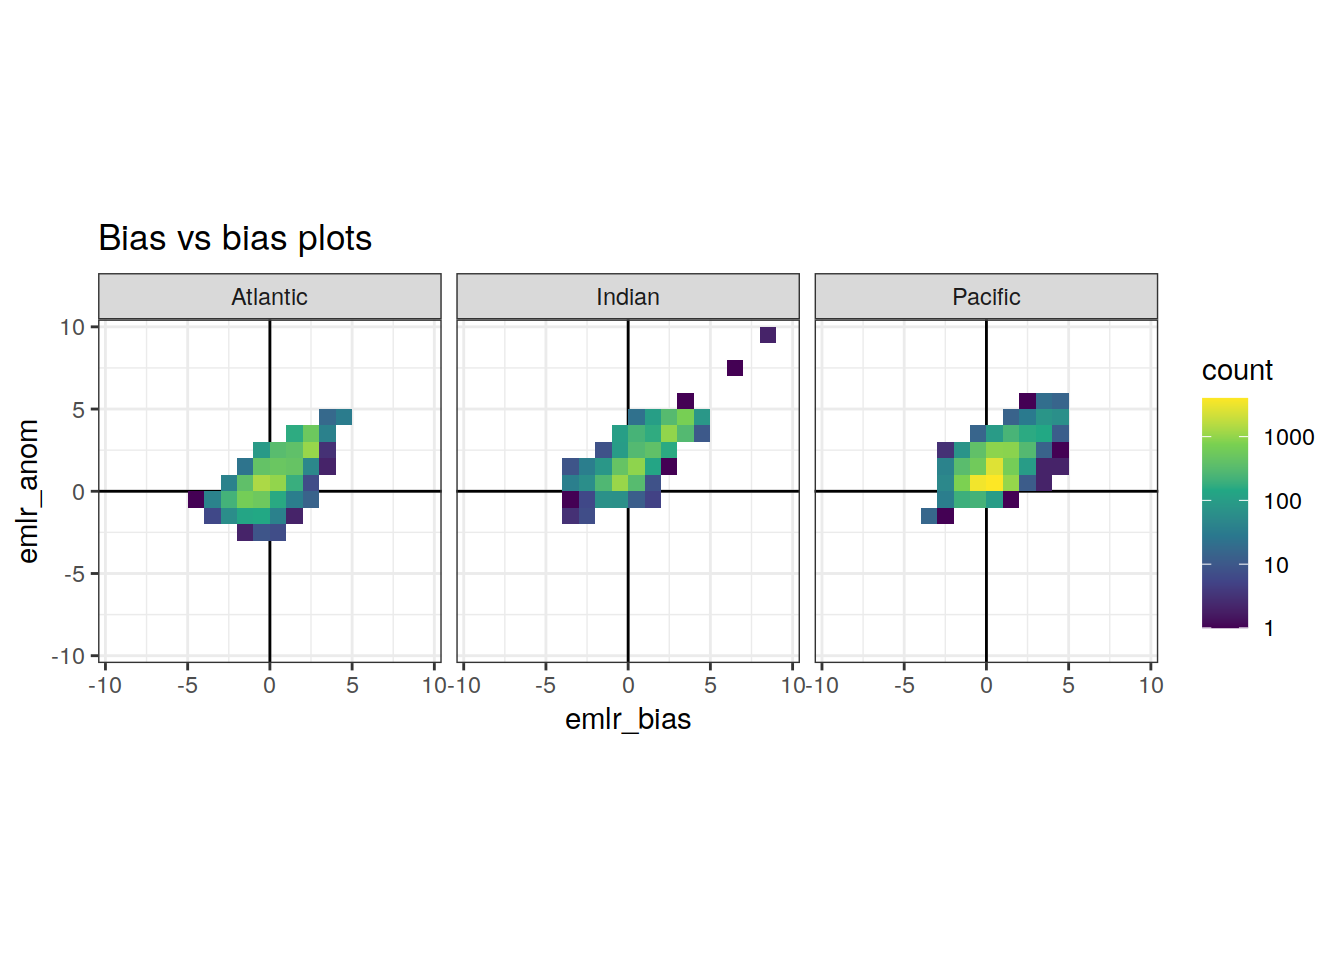 Bias vs bias plots
Atlantic Indian Pacific
10
5
0
-5
-10
emlr_anom
-10 -5 0 5 10 -10 -5 0 5 10 -10 -5 0 5 10
emlr_bias
count
1000
100
10
1